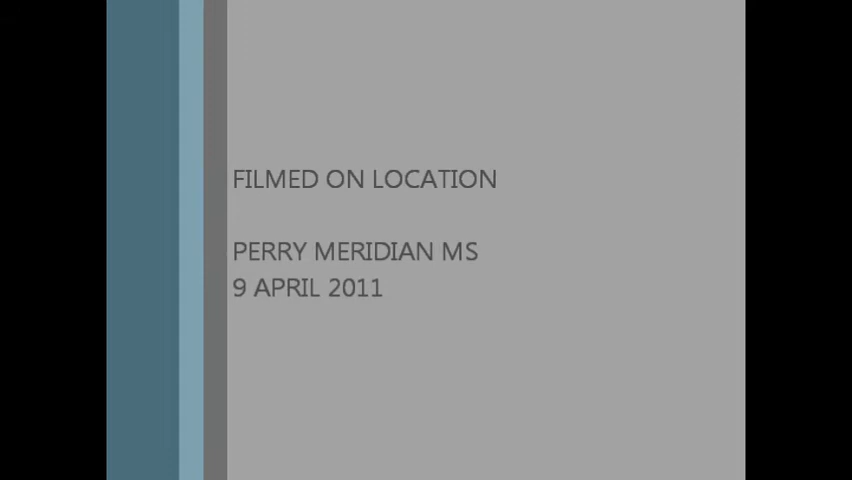 FILMED ON LOCATION
PERRY MERIDIAN MS
9 APRIL 2011